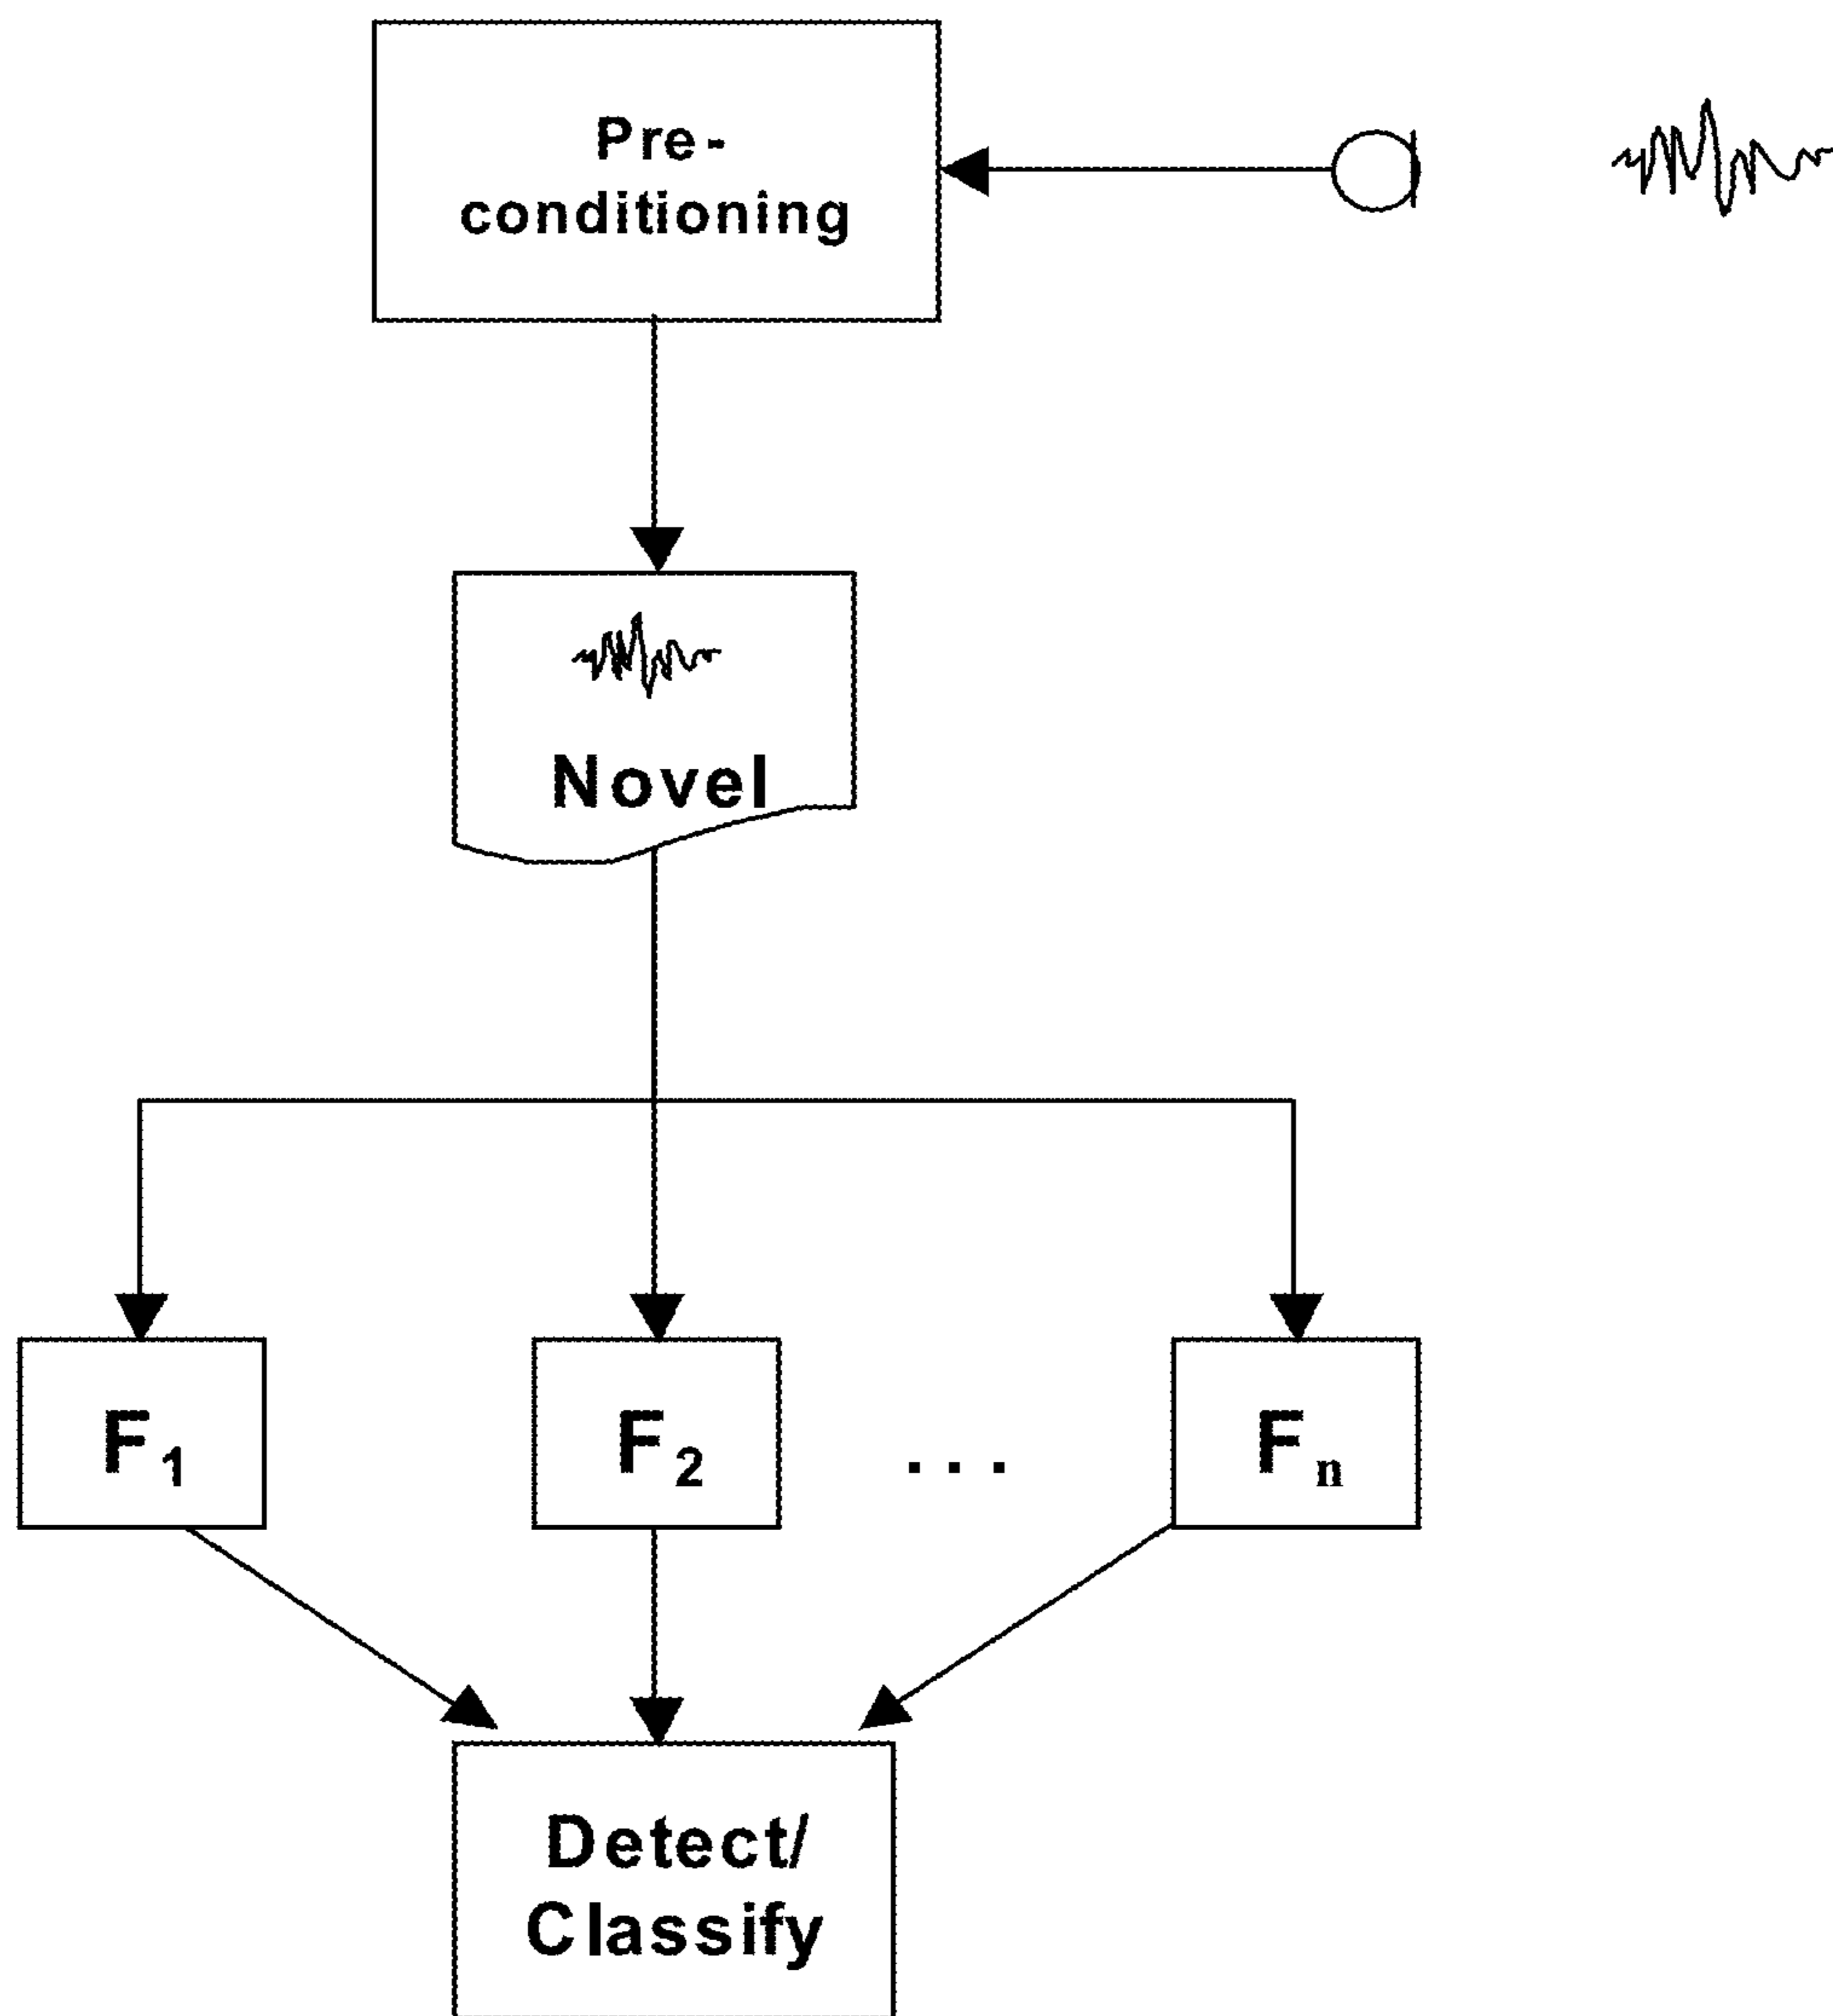 Pre-
conditioning
Novel
F1 F2 ... Fn
Detect/
Classify